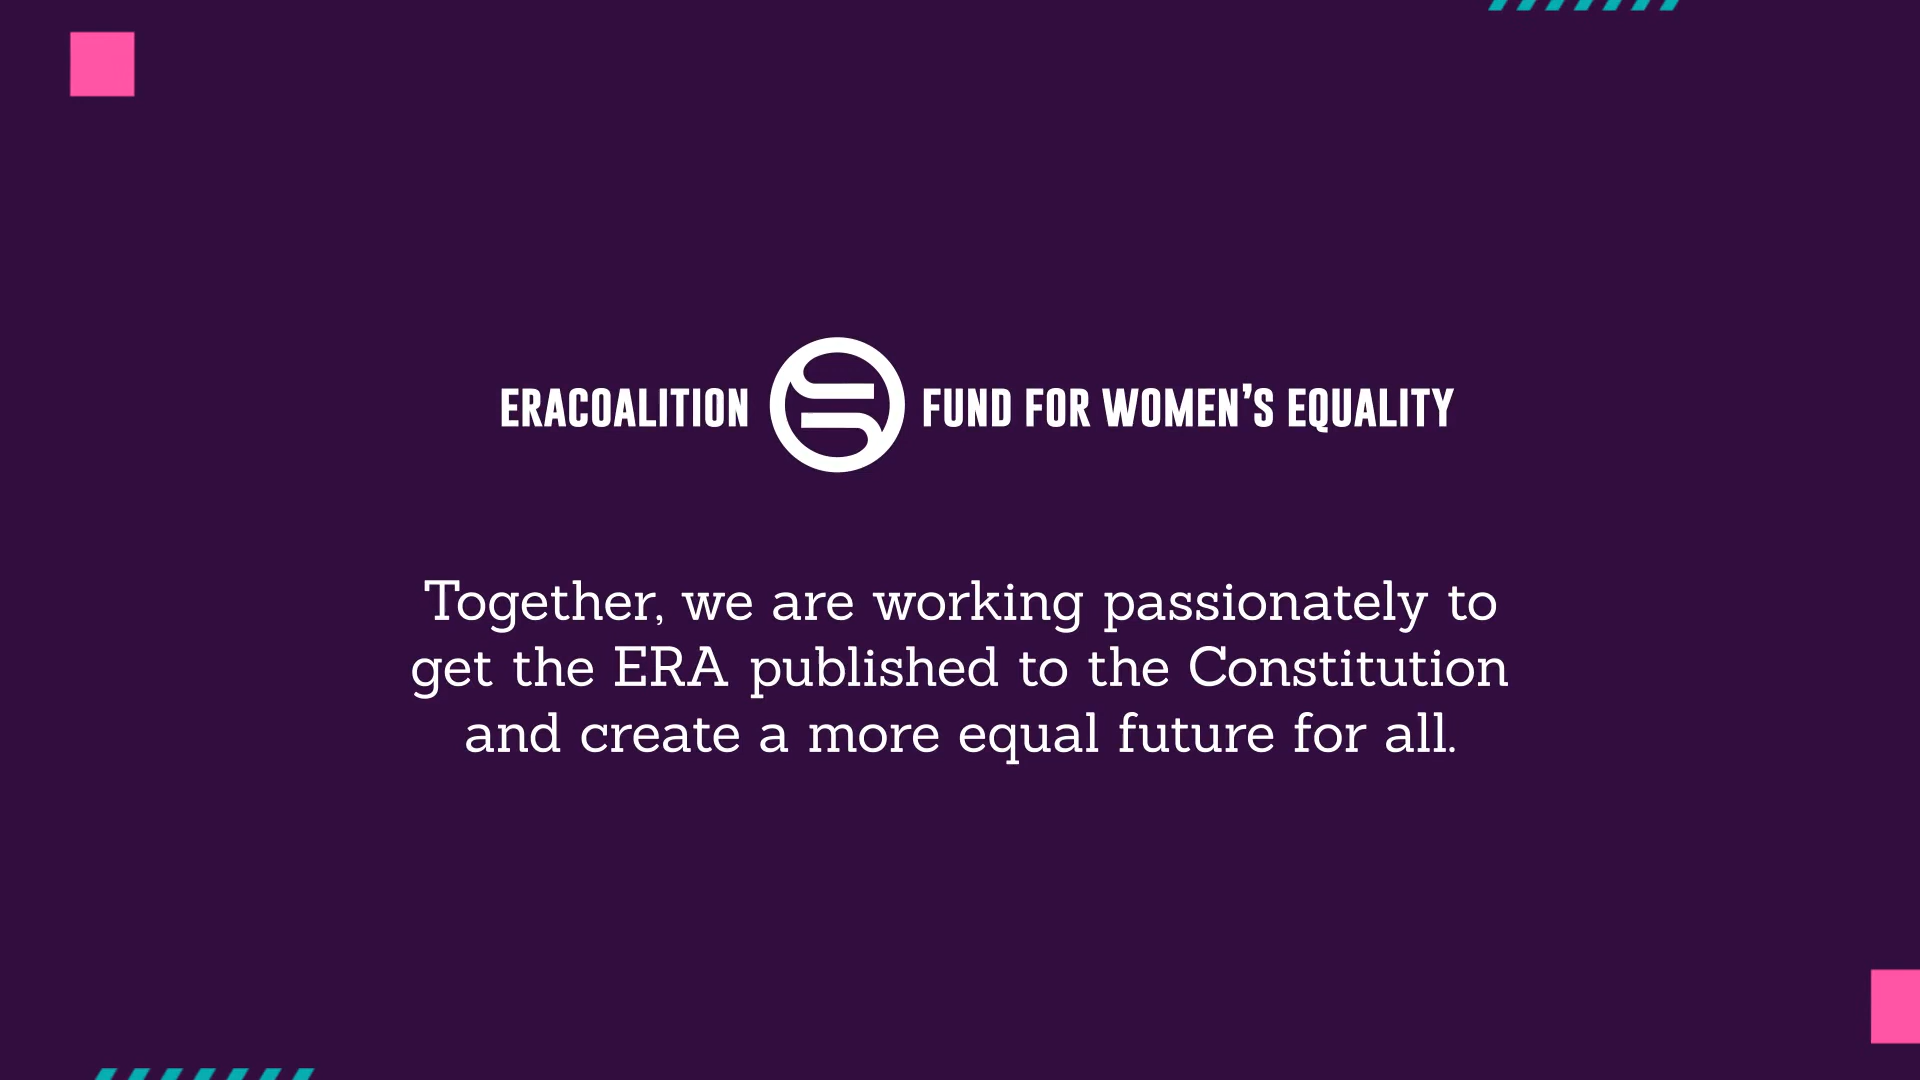 ERACOALITION FUND FOR WOMEN'S EQUALITY
Together, we are working passionately to
get the ERA published to the Constitution
and create a more equal future for all.